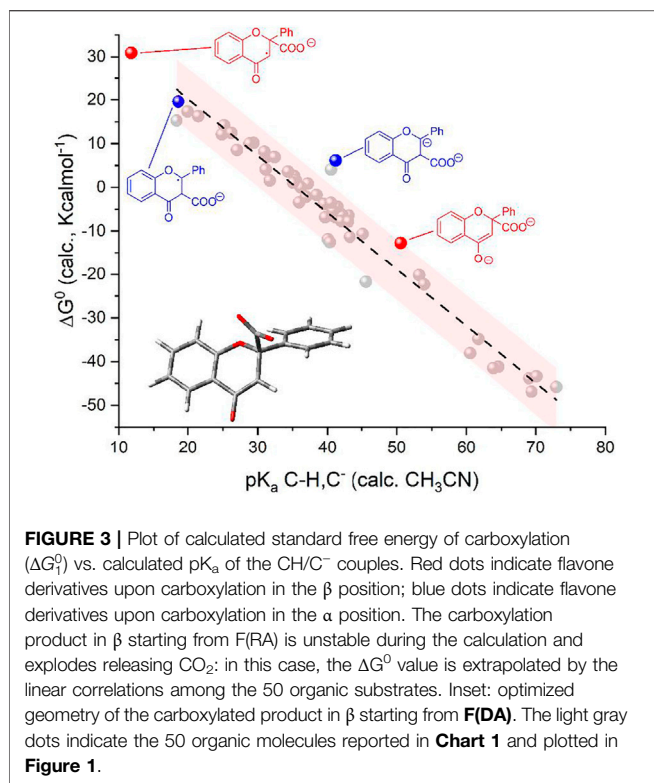 30
20
10
0
-10
-20
-30
-40
-50
ΔG⁰ (calc., Kcalmol⁻¹)
10 20 30 40 50 60 70 80
pKₐ C-H,C⁻ (calc. CH₃CN)
O Ph COO⊖ O
O Ph COO⊖ O
O Ph ⊖ COO⊖ O
O Ph COO⊖ O⊖
FIGURE 3 | Plot of calculated standard free energy of carboxylation
(ΔG₁⁰) vs. calculated pKₐ of the CH/C⁻ couples. Red dots indicate flavone
derivatives upon carboxylation in the β position; blue dots indicate flavone
derivatives upon carboxylation in the α position. The carboxylation
product in β starting from F(RA) is unstable during the calculation and
explodes releasing CO₂: in this case, the ΔG⁰ value is extrapolated by the
linear correlations among the 50 organic substrates. Inset: optimized
geometry of the carboxylated product in β starting from F(DA). The light gray
dots indicate the 50 organic molecules reported in Chart 1 and plotted in
Figure 1.